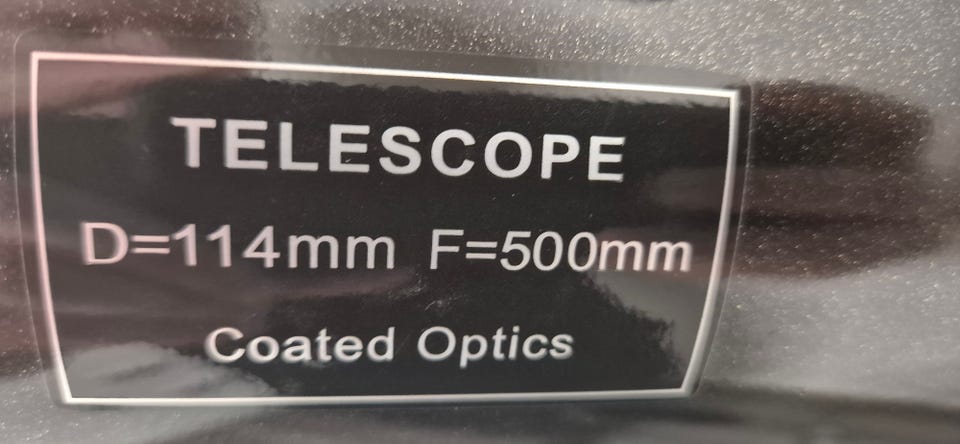 TELESCOPE
D=114mm F=500mm
Coated Optics